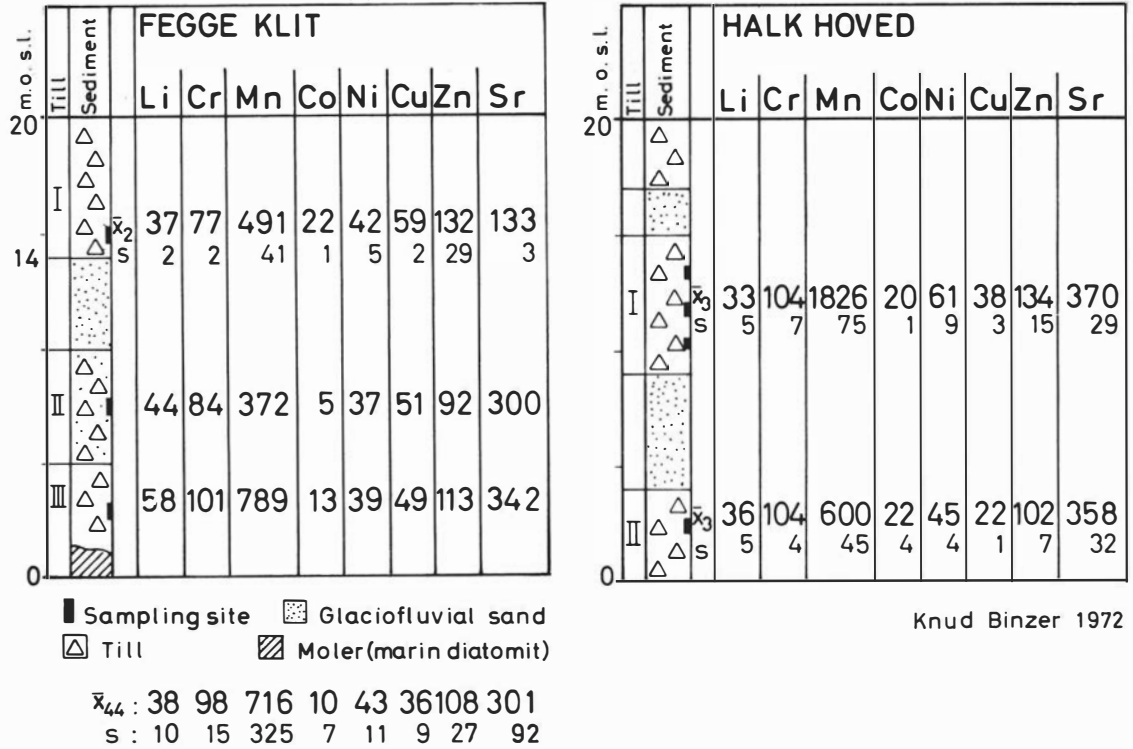 FEGGE KLIT
m. o. s.l. Till Sediment Li Cr Mn Co Ni Cu Zn Sr
20
I x̄2 37 77 491 22 42 59 132 133
s 2 2 41 1 5 2 29 3
14
II 44 84 372 5 37 51 92 300
III 58 101 789 13 39 49 113 342
0
Sampling site Glaciofluvial sand
Till Moler (marin diatomit)
x̄44 : 38 98 716 10 43 36 108 301
s : 10 15 325 7 11 9 27 92
HALK HOVED
m. o. s.l. Till Sediment Li Cr Mn Co Ni Cu Zn Sr
20
I x̄3 33 104 1826 20 61 38 134 370
s 5 7 75 1 9 3 15 29
II x̄3 36 104 600 22 45 22 102 358
s 5 4 45 4 4 1 7 32
0
Knud Binzer 1972